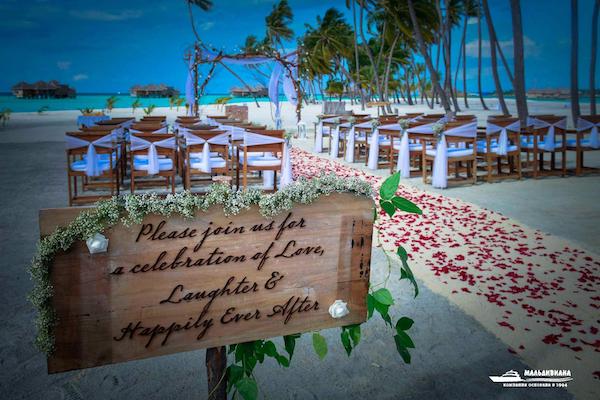 Please join us for
a celebration of Love,
Laughter &
Happily Ever After
МАЛЬДИВИАНА
КОМПАНИЯ ОСНОВАНА В 1994